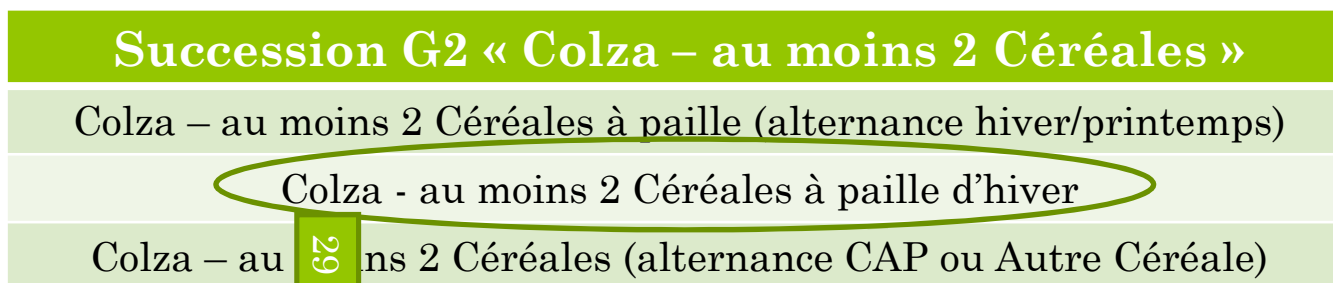 Succession G2 « Colza – au moins 2 Céréales »
Colza – au moins 2 Céréales à paille (alternance hiver/printemps)
Colza - au moins 2 Céréales à paille d’hiver
Colza – au ins 2 Céréales (alternance CAP ou Autre Céréale)
29